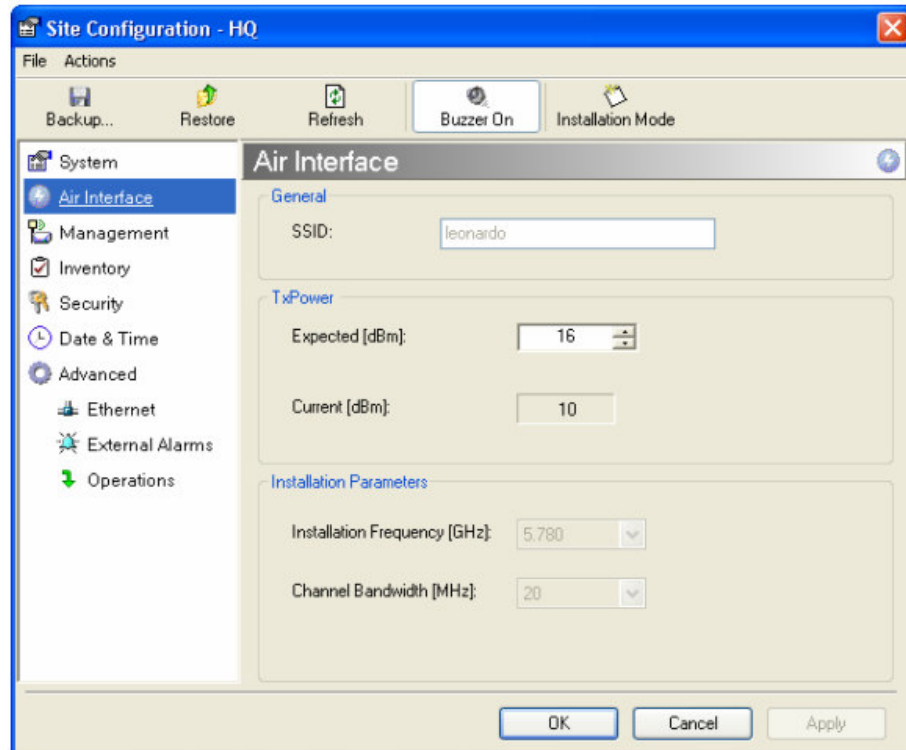 Site Configuration - HQ
File Actions
Backup... Restore Refresh Buzzer On Installation Mode
System
Air Interface
Management
Inventory
Security
Date & Time
Advanced
Ethernet
External Alarms
Operations
Air Interface
General
SSID: leonardo
TxPower
Expected [dBm]: 16
Current [dBm]: 10
Installation Parameters
Installation Frequency [GHz]: 5.780
Channel Bandwidth [MHz]: 20
OK Cancel Apply